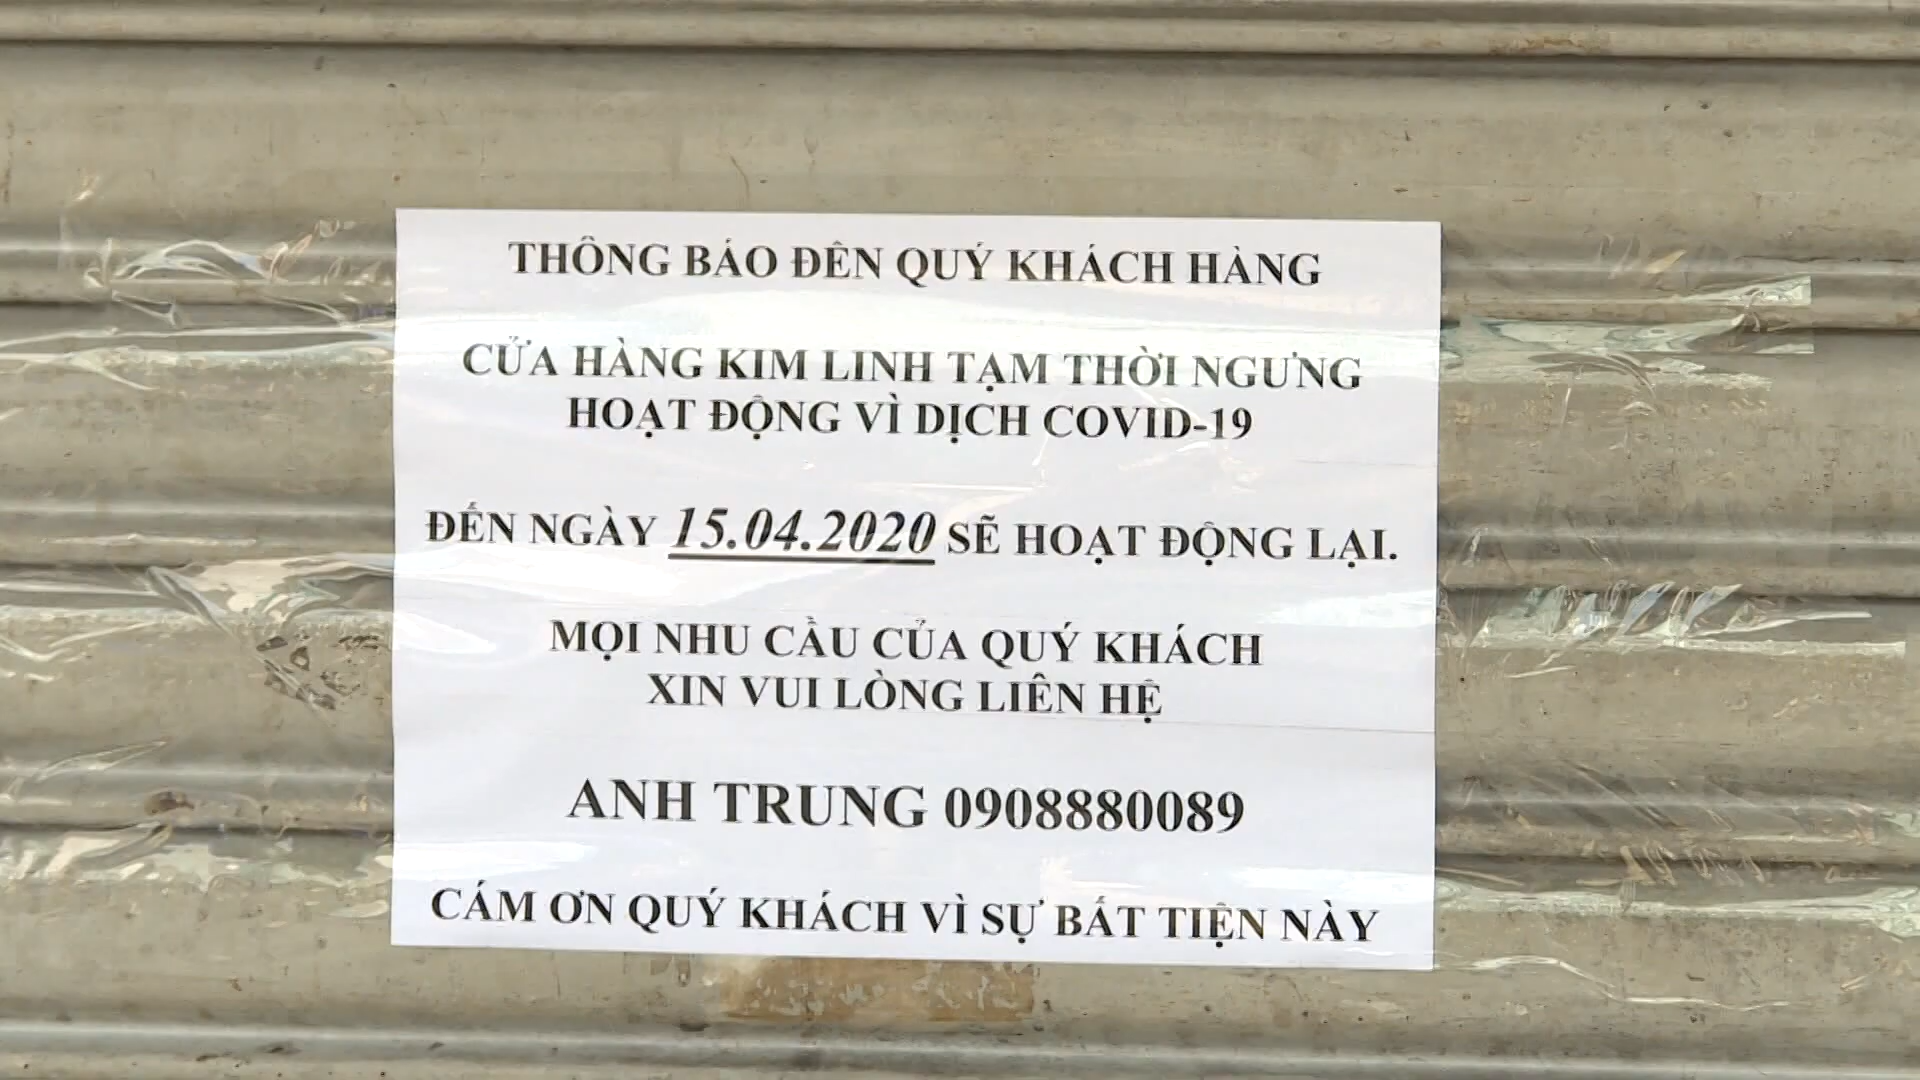 THÔNG BÁO ĐẾN QUÝ KHÁCH HÀNG
CỬA HÀNG KIM LINH TẠM THỜI NGƯNG
HOẠT ĐỘNG VÌ DỊCH COVID-19
ĐẾN NGÀY 15.04.2020 SẼ HOẠT ĐỘNG LẠI.
MỌI NHU CẦU CỦA QUÝ KHÁCH
XIN VUI LÒNG LIÊN HỆ
ANH TRUNG 0908880089
CÁM ƠN QUÝ KHÁCH VÌ SỰ BẤT TIỆN NÀY